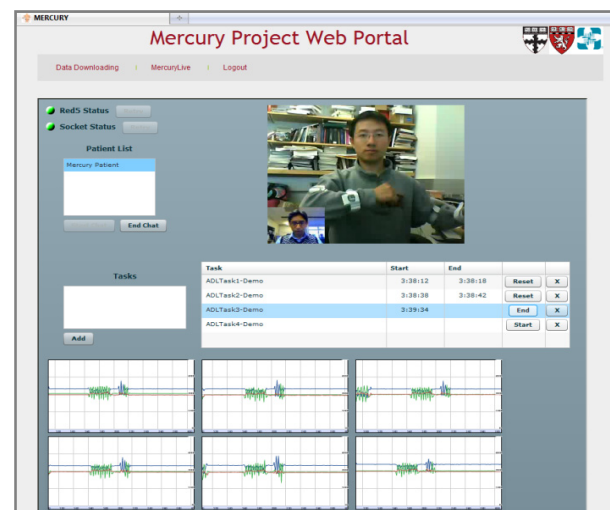 MERCURY
Mercury Project Web Portal
Data Downloading / MercuryLive / Logout
Red5 Status
Socket Status
Patient List
Mercury Patient
End Chat
Tasks
Add
Task Start End
ADLTask1-Demo 3:38:12 3:38:18 Reset X
ADLTask2-Demo 3:38:38 3:38:42 Reset X
ADLTask3-Demo 3:39:34 End X
ADLTask4-Demo Start X